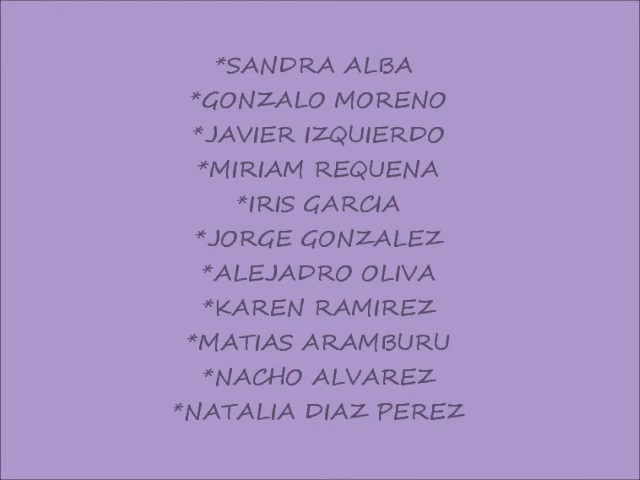 *SANDRA ALBA
*GONZALO MORENO
*JAVIER IZQUIERDO
*MIRIAM REQUENA
*IRIS GARCIA
*JORGE GONZALEZ
*ALEJADRO OLIVA
*KAREN RAMIREZ
*MATIAS ARAMBURU
*NACHO ALVAREZ
*NATALIA DIAZ PEREZ